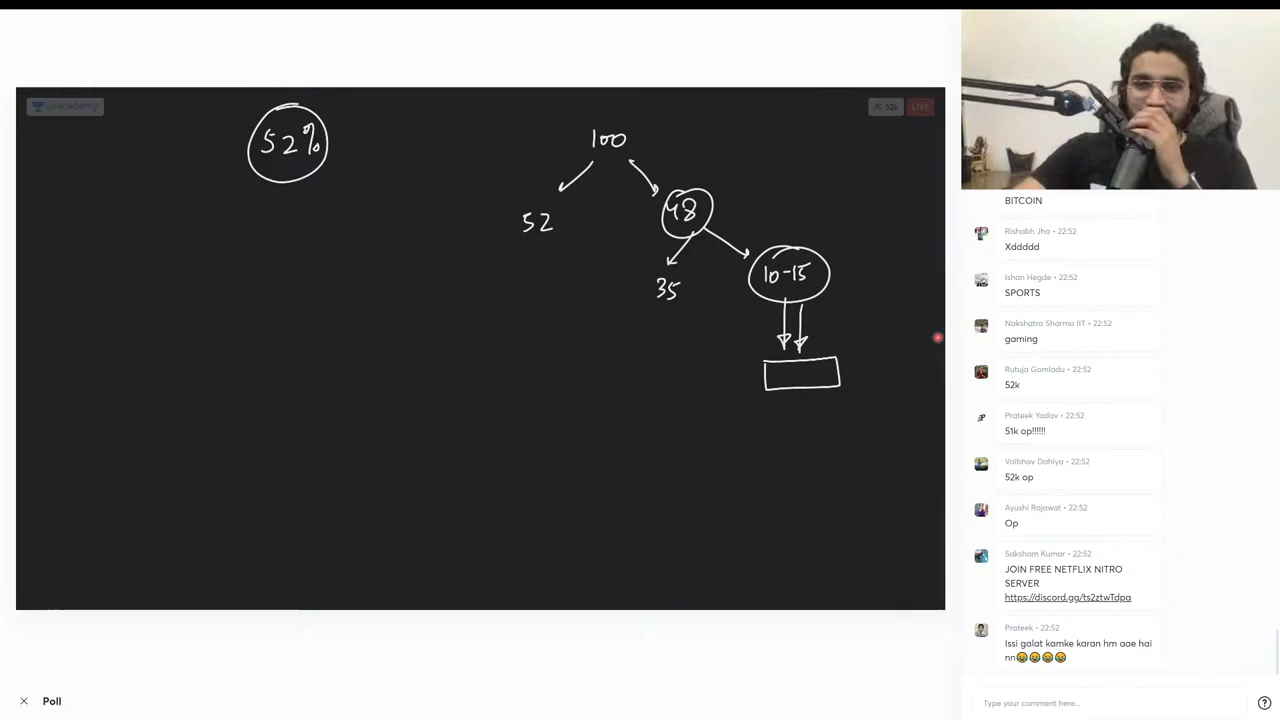 unacademy
52k
LIVE
52%
100
52
48
35
10-15
BITCOIN
Rishabh Jha • 22:52
Xddddd
Ishan Hegde • 22:52
SPORTS
Nakshatra Sharma IIT • 22:52
gaming
Rutuja Gomladu • 22:52
52k
Prateek Yadav • 22:52
51k op!!!!!!
Vaibhav Dahiya • 22:52
52k op
Ayushi Rajawat • 22:52
Op
Saksham Kumar • 22:52
JOIN FREE NETFLIX NITRO
SERVER
https://discord.gg/ts2ztwTdpa
Prateek • 22:52
Issi galat kamke karan hm aae hai
nn😂😂😂😂
Type your comment here...
?
× Poll